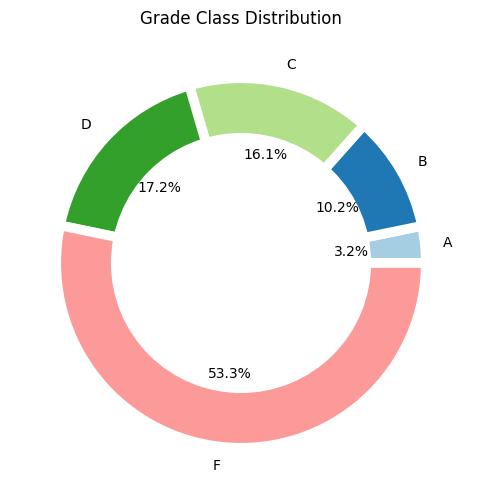 Grade Class Distribution
C
D
16.1%
B
17.2%
10.2%
A
3.2%
53.3%
F